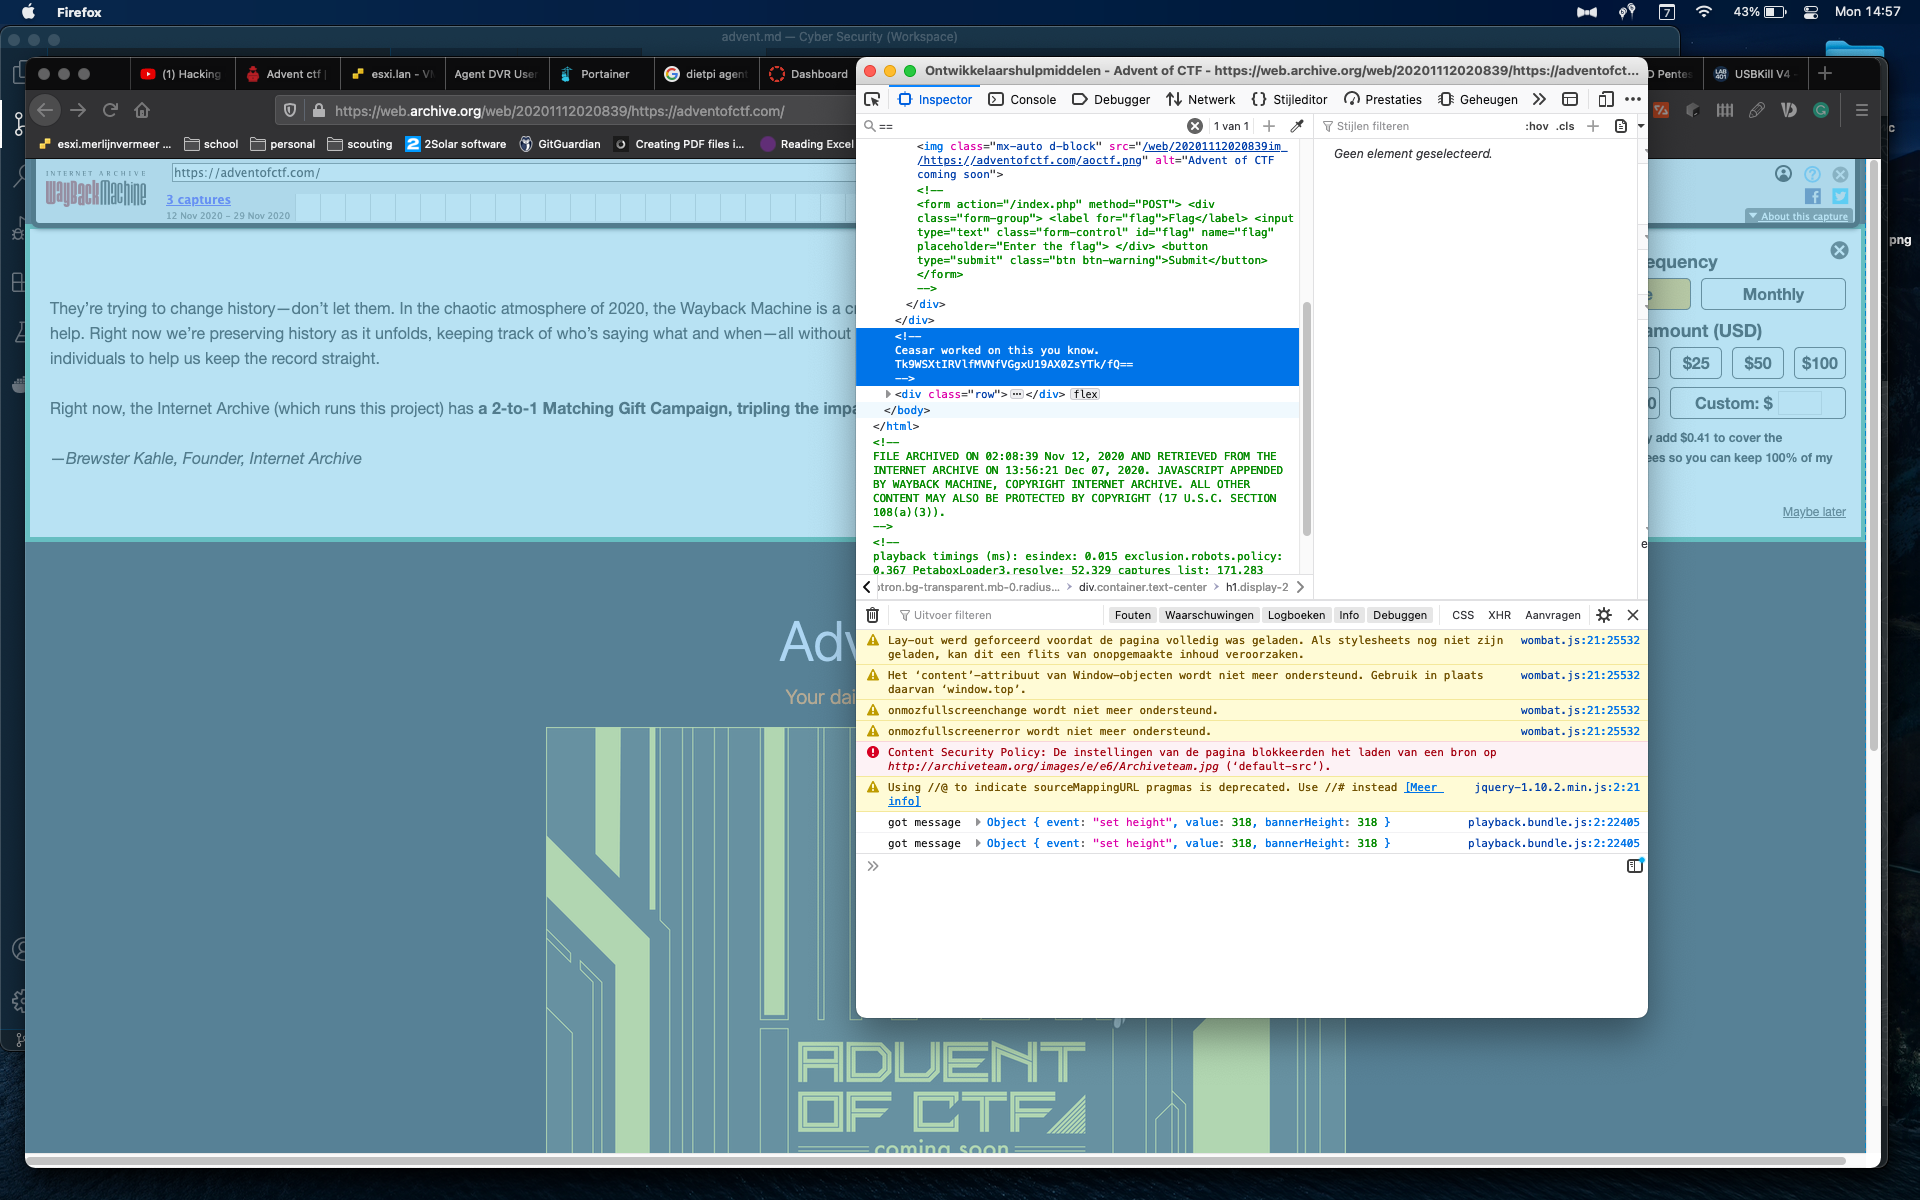 Firefox
43%
Mon 14:57
advent.md — Cyber Security (Workspace)
(1) Hacking
Advent ctf
esxi.lan - V
Agent DVR User
Portainer
dietpi agent
Dashboard
Pentes
USBKill V4
https://web.archive.org/web/20201112020839/https://adventofctf.com/
esxi.merlijnvermeer ...
school
personal
scouting
2Solar software
GitGuardian
Creating PDF files i...
Reading Excel
INTERNET ARCHIVE
WayBackMachine
https://adventofctf.com/
3 captures
12 Nov 2020 – 29 Nov 2020
About this capture
They're trying to change history—don't let them. In the chaotic atmosphere of 2020, the Wayback Machine is a
help. Right now we're preserving history as it unfolds, keeping track of who's saying what and when—all without
individuals to help us keep the record straight.
Right now, the Internet Archive (which runs this project) has a 2-to-1 Matching Gift Campaign, tripling the
—Brewster Kahle, Founder, Internet Archive
Monthly
amount (USD)
$25
$50
$100
Custom: $
add $0.41 to cover the
so you can keep 100% of my
Maybe later
png
Ontwikkelaarshulpmiddelen - Advent of CTF - https://web.archive.org/web/20201112020839/https://adventofct...
Inspector
Console
Debugger
Netwerk
Stijleditor
Prestaties
Geheugen
==
1 van 1
Stijlen filteren
:hov .cls
Geen element geselecteerd.
<img class="mx-auto d-block" src="/web/20201112020839im_
/https://adventofctf.com/aoctf.png" alt="Advent of CTF
coming soon">
<!--
<form action="/index.php" method="POST"> <div
class="form-group"> <label for="flag">Flag</label> <input
type="text" class="form-control" id="flag" name="flag"
placeholder="Enter the flag"> </div> <button
type="submit" class="btn btn-warning">Submit</button>
</form>
-->
</div>
</div>
<!--
Ceasar worked on this you know.
Tk9WSXtIRVlfMVNfVGgxU19AX0ZsYTk/fQ==
-->
<div class="row"> ⋯ </div> flex
</body>
</html>
<!--
FILE ARCHIVED ON 02:08:39 Nov 12, 2020 AND RETRIEVED FROM THE
INTERNET ARCHIVE ON 13:56:21 Dec 07, 2020. JAVASCRIPT APPENDED
BY WAYBACK MACHINE, COPYRIGHT INTERNET ARCHIVE. ALL OTHER
CONTENT MAY ALSO BE PROTECTED BY COPYRIGHT (17 U.S.C. SECTION
108(a)(3)).
-->
<!--
playback timings (ms): esindex: 0.015 exclusion.robots.policy:
0.367 PetaboxLoader3.resolve: 52.329 captures_list: 171.283
otron.bg-transparent.mb-0.radius... > div.container.text-center > h1.display-2
Uitvoer filteren
Fouten
Waarschuwingen
Logboeken
Info
Debuggen
CSS
XHR
Aanvragen
Lay-out werd geforceerd voordat de pagina volledig was geladen. Als stylesheets nog niet zijn wombat.js:21:25532
geladen, kan dit een flits van onopgemaakte inhoud veroorzaken.
Het ‘content’-attribuut van Window-objecten wordt niet meer ondersteund. Gebruik in plaats wombat.js:21:25532
daarvan ‘window.top’.
onmozfullscreenchange wordt niet meer ondersteund. wombat.js:21:25532
onmozfullscreenerror wordt niet meer ondersteund. wombat.js:21:25532
Content Security Policy: De instellingen van de pagina blokkeerden het laden van een bron op
http://archiveteam.org/images/e/e6/Archiveteam.jpg (‘default-src’).
Using //@ to indicate sourceMappingURL pragmas is deprecated. Use //# instead [Meer jquery-1.10.2.min.js:2:21
info]
got message Object { event: "set height", value: 318, bannerHeight: 318 } playback.bundle.js:2:22405
got message Object { event: "set height", value: 318, bannerHeight: 318 } playback.bundle.js:2:22405
Adv
Your dai
ADVENT
OF CTF
coming soon